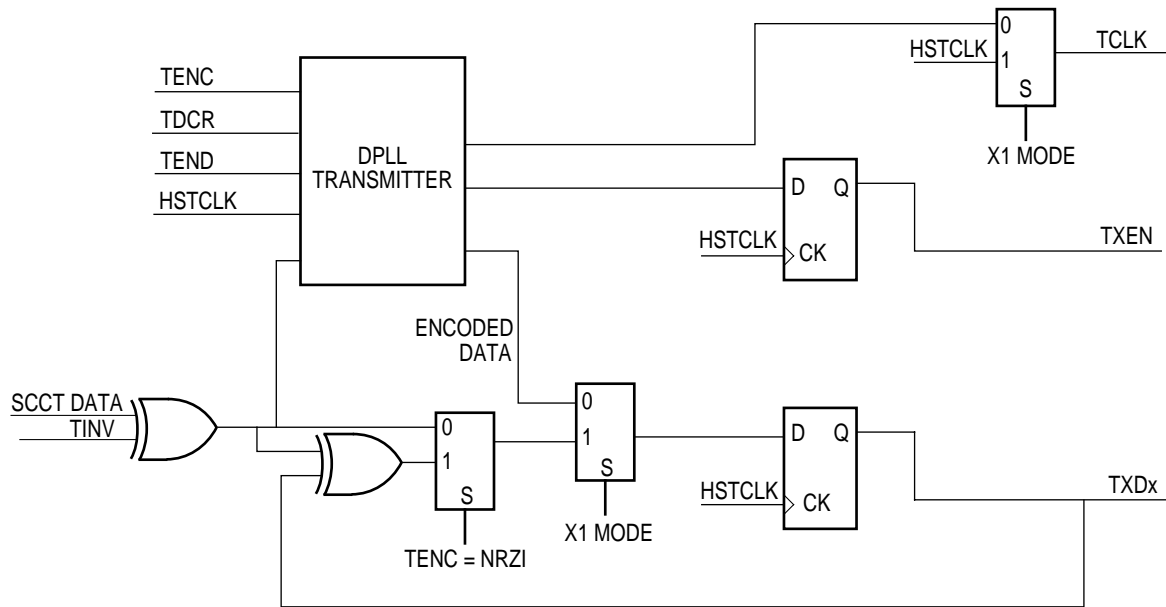 0
HSTCLK
1
TCLK
S
X1 MODE
TENC
TDCR
TEND
HSTCLK
DPLL
TRANSMITTER
D Q
HSTCLK
CK
TXEN
ENCODED
DATA
SCCT DATA
TINV
0
1
S
TENC = NRZI
0
1
S
X1 MODE
D Q
HSTCLK
CK
TXDx